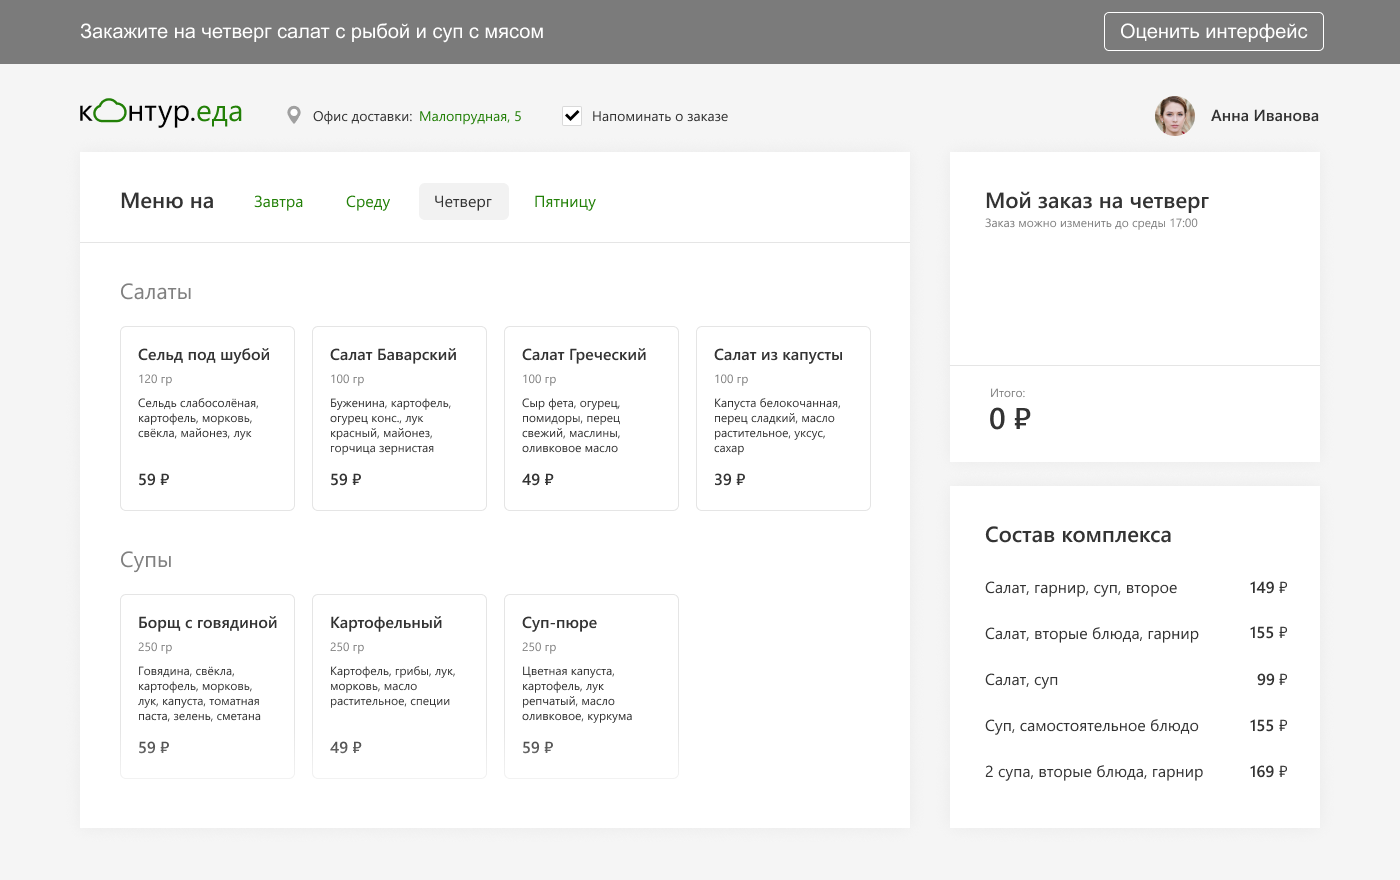 Закажите на четверг салат с рыбой и суп с мясом
Оценить интерфейс
контур.еда
Офис доставки: Малопрудная, 5
Напоминать о заказе
Анна Иванова
Меню на
Завтра
Среду
Четверг
Пятницу
Салаты
Сельд под шубой
120 гр
Сельдь слабосолёная,
картофель, морковь,
свёкла, майонез, лук
59 ₽
Салат Баварский
100 гр
Буженина, картофель,
огурец конс., лук
красный, майонез,
горчица зернистая
59 ₽
Салат Греческий
100 гр
Сыр фета, огурец,
помидоры, перец
свежий, маслины,
оливковое масло
49 ₽
Салат из капусты
100 гр
Капуста белокочанная,
перец сладкий, масло
растительное, уксус,
сахар
39 ₽
Супы
Борщ с говядиной
250 гр
Говядина, свёкла,
картофель, морковь,
лук, капуста, томатная
паста, зелень, сметана
59 ₽
Картофельный
250 гр
Картофель, грибы, лук,
морковь, масло
растительное, специи
49 ₽
Суп-пюре
250 гр
Цветная капуста,
картофель, лук
репчатый, масло
оливковое, куркума
59 ₽
Мой заказ на четверг
Заказ можно изменить до среды 17:00
Итого:
0 ₽
Состав комплекса
Салат, гарнир, суп, второе 149 ₽
Салат, вторые блюда, гарнир 155 ₽
Салат, суп 99 ₽
Суп, самостоятельное блюдо 155 ₽
2 супа, вторые блюда, гарнир 169 ₽